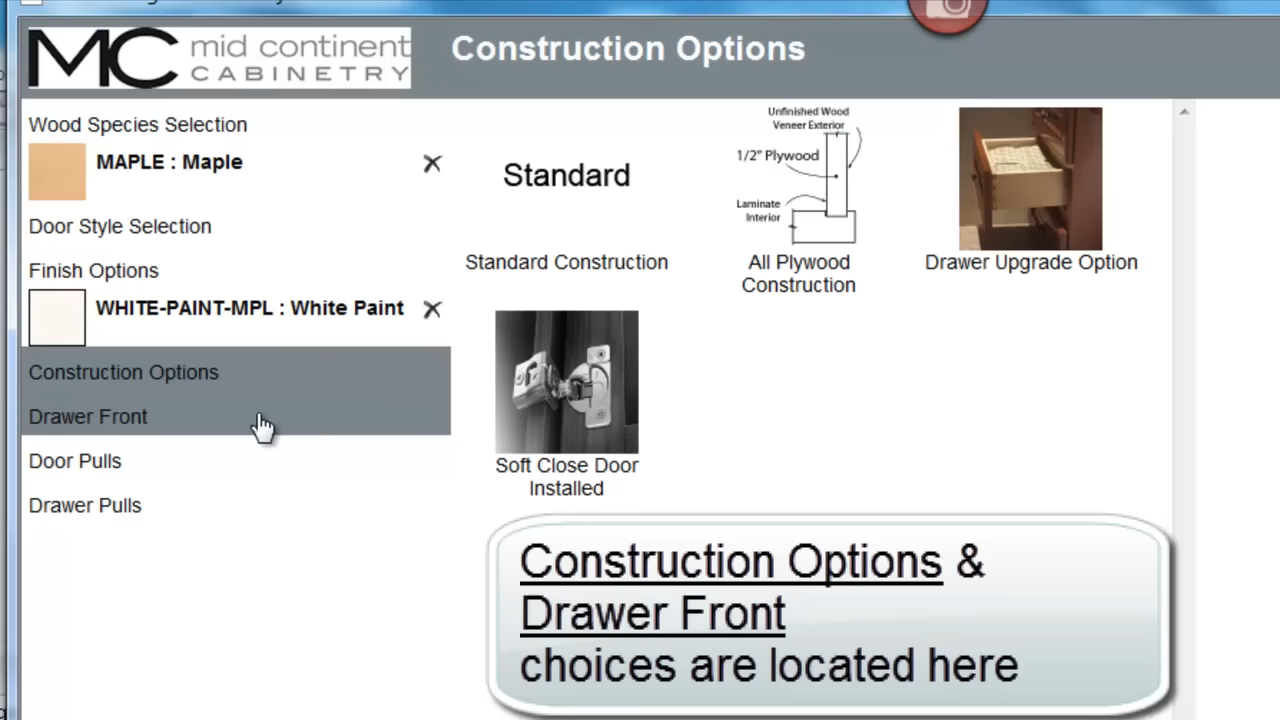 MC mid continent
CABINETRY
Construction Options
Wood Species Selection
MAPLE : Maple
Door Style Selection
Finish Options
WHITE-PAINT-MPL : White Paint
Construction Options
Drawer Front
Door Pulls
Drawer Pulls
Standard
Standard Construction
Unfinished Wood
Veneer Exterior
1/2" Plywood
Laminate
Interior
All Plywood
Construction
Drawer Upgrade Option
Soft Close Door
Installed
Construction Options &
Drawer Front
choices are located here